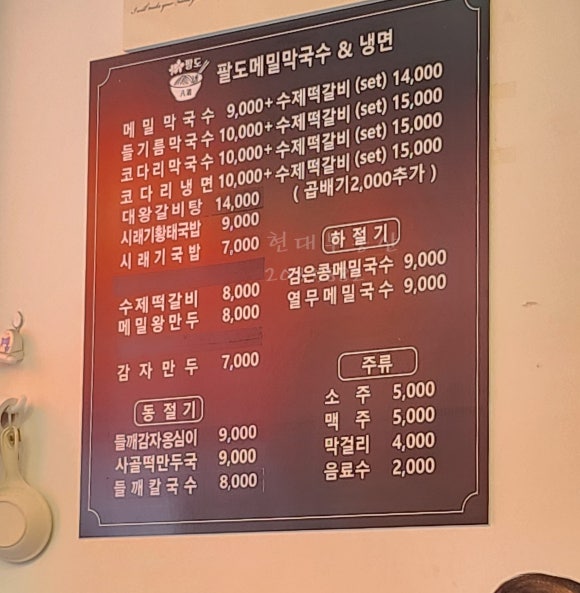 팔도
팔도메밀막국수 & 냉면
메밀막국수 9,000 + 수제떡갈비 (set) 14,000
들기름막국수 10,000 + 수제떡갈비 (set) 15,000
코다리막국수 10,000 + 수제떡갈비 (set) 15,000
코다리냉면 10,000 + 수제떡갈비 (set) 15,000
( 곱배기2,000추가 )
대왕갈비탕 14,000
시래기황태국밥 9,000
시래기국밥 7,000
수제떡갈비 8,000
메밀왕만두 8,000
감자만두 7,000
동절기
들깨감자옹심이 9,000
사골떡만두국 9,000
들깨칼국수 8,000
하절기
검은콩메밀국수 9,000
열무메밀국수 9,000
주류
소주 5,000
맥주 5,000
막걸리 4,000
음료수 2,000